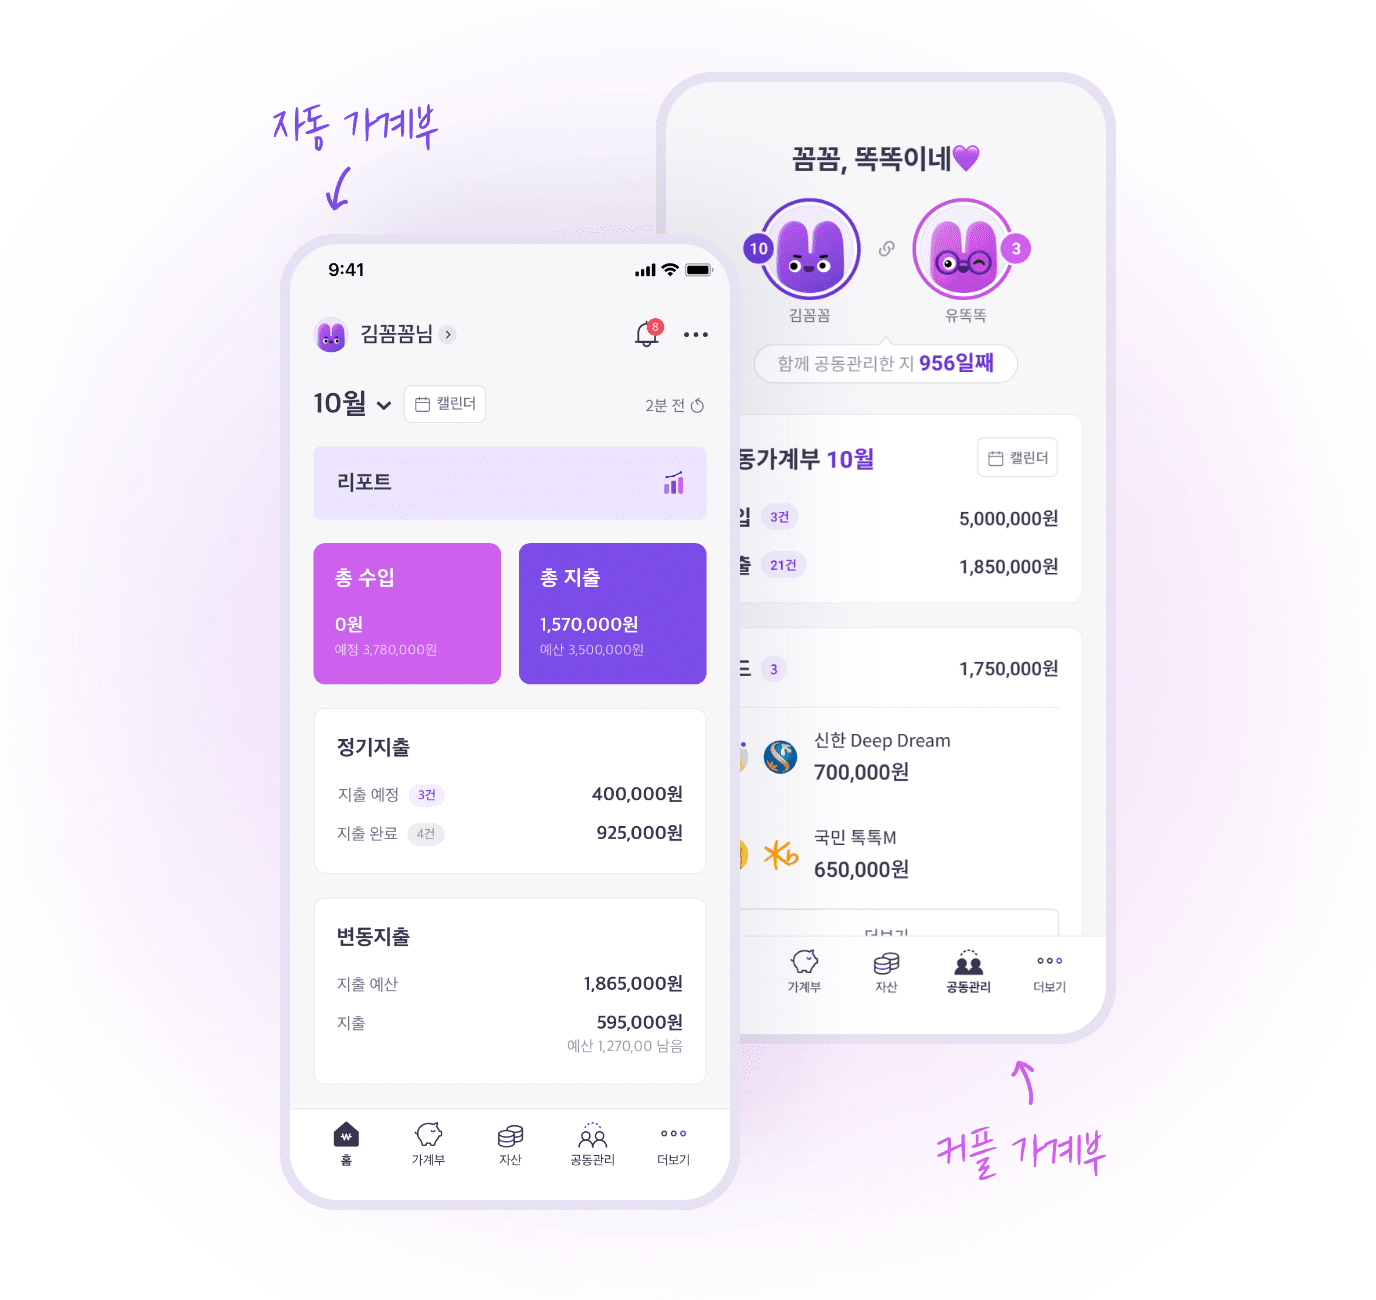 자동 가계부
9:41
김꼼꼼님
8
10월
캘린더
2분 전
리포트
총 수입
0원
예정 3,780,000원
총 지출
1,570,000원
예산 3,500,000원
정기지출
지출 예정 3건 400,000원
지출 완료 4건 925,000원
변동지출
지출 예산 1,865,000원
지출 595,000원
예산 1,270,00 남음
홈 가계부 자산 공동관리 더보기
꼼꼼, 똑똑이네💜
10
3
김꼼꼼
유똑똑
함께 공동관리한 지 956일째
동가계부 10월
캘린더
입 3건 5,000,000원
출 21건 1,850,000원
드 3 1,750,000원
신한 Deep Dream
700,000원
국민 톡톡M
650,000원
더보기
가계부 자산 공동관리 더보기
커플 가계부